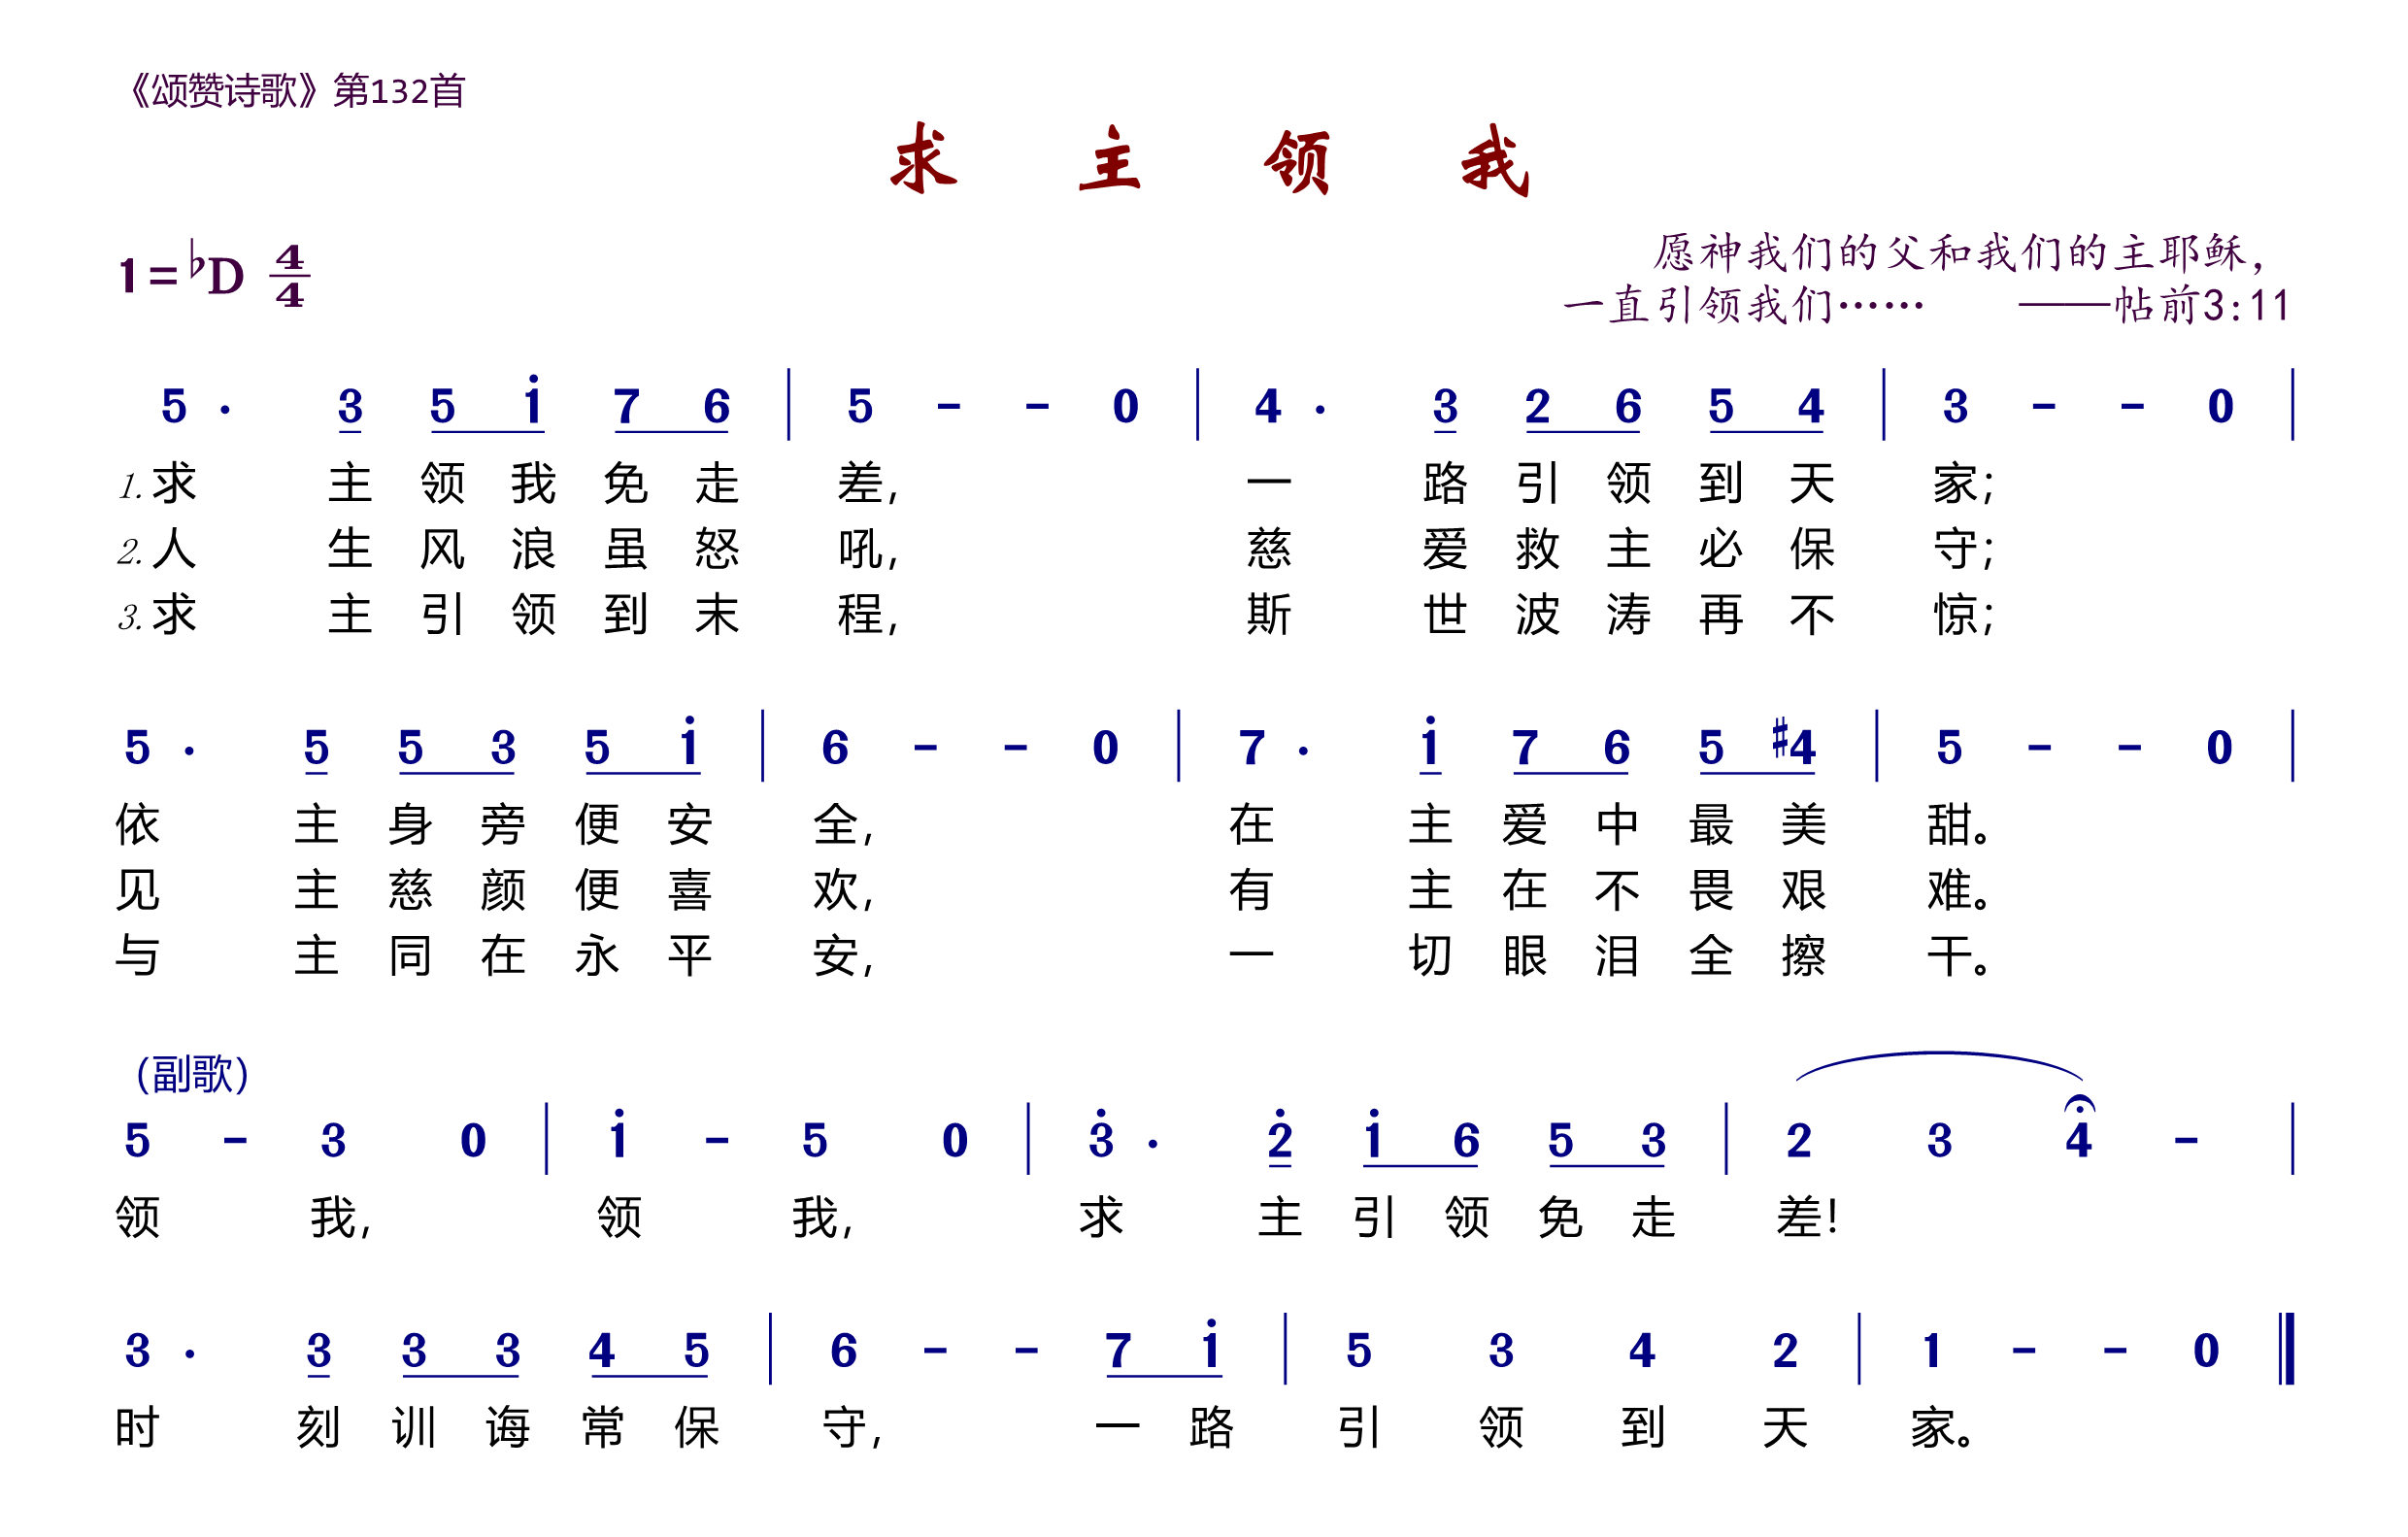 《颂赞诗歌》第132首
求主领我
1=♭D 4/4
愿神我们的父和我们的主耶稣，
一直引领我们…… ——帖前3:11
5· 3 5 1̇ 7 6 | 5 - - 0 | 4· 3 2 6 5 4 | 3 - - 0 |
1.求主领我免走差，一路引领到天家；
2.人生风浪虽怒吼，慈爱救主必保守；
3.求主引领到末程，斯世波涛再不惊；
5· 5 5 3 5 1̇ | 6 - - 0 | 7· 1̇ 7 6 5 #4 | 5 - - 0 |
依主身旁便安全，在主爱中最美甜。
见主慈颜便喜欢，有主在不畏艰难。
与主同在永平安，一切眼泪全擦干。
（副歌）
5 - 3 0 | 1̇ - 5 0 | 3̇· 2̇ 1̇ 6 5 3 | 2 3 4 - |
领我，领我，求主引领免走差！
3· 3 3 3 4 5 | 6 - - 7 1̇ | 5 3 4 2 | 1 - - 0 ‖
时刻训诲常保守，一路引领到天家。